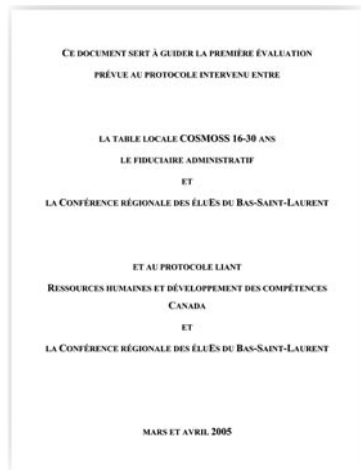 CE DOCUMENT SERT À GUIDER LA PREMIÈRE ÉVALUATION
PRÉVUE AU PROTOCOLE INTERVENU ENTRE
LA TABLE LOCALE COSMOSS 16-30 ANS
LE FIDUCIAIRE ADMINISTRATIF
ET
LA CONFÉRENCE RÉGIONALE DES ÉLUES DU BAS-SAINT-LAURENT
ET AU PROTOCOLE LIANT
RESSOURCES HUMAINES ET DÉVELOPPEMENT DES COMPÉTENCES
CANADA
ET
LA CONFÉRENCE RÉGIONALE DES ÉLUES DU BAS-SAINT-LAURENT
MARS ET AVRIL 2005